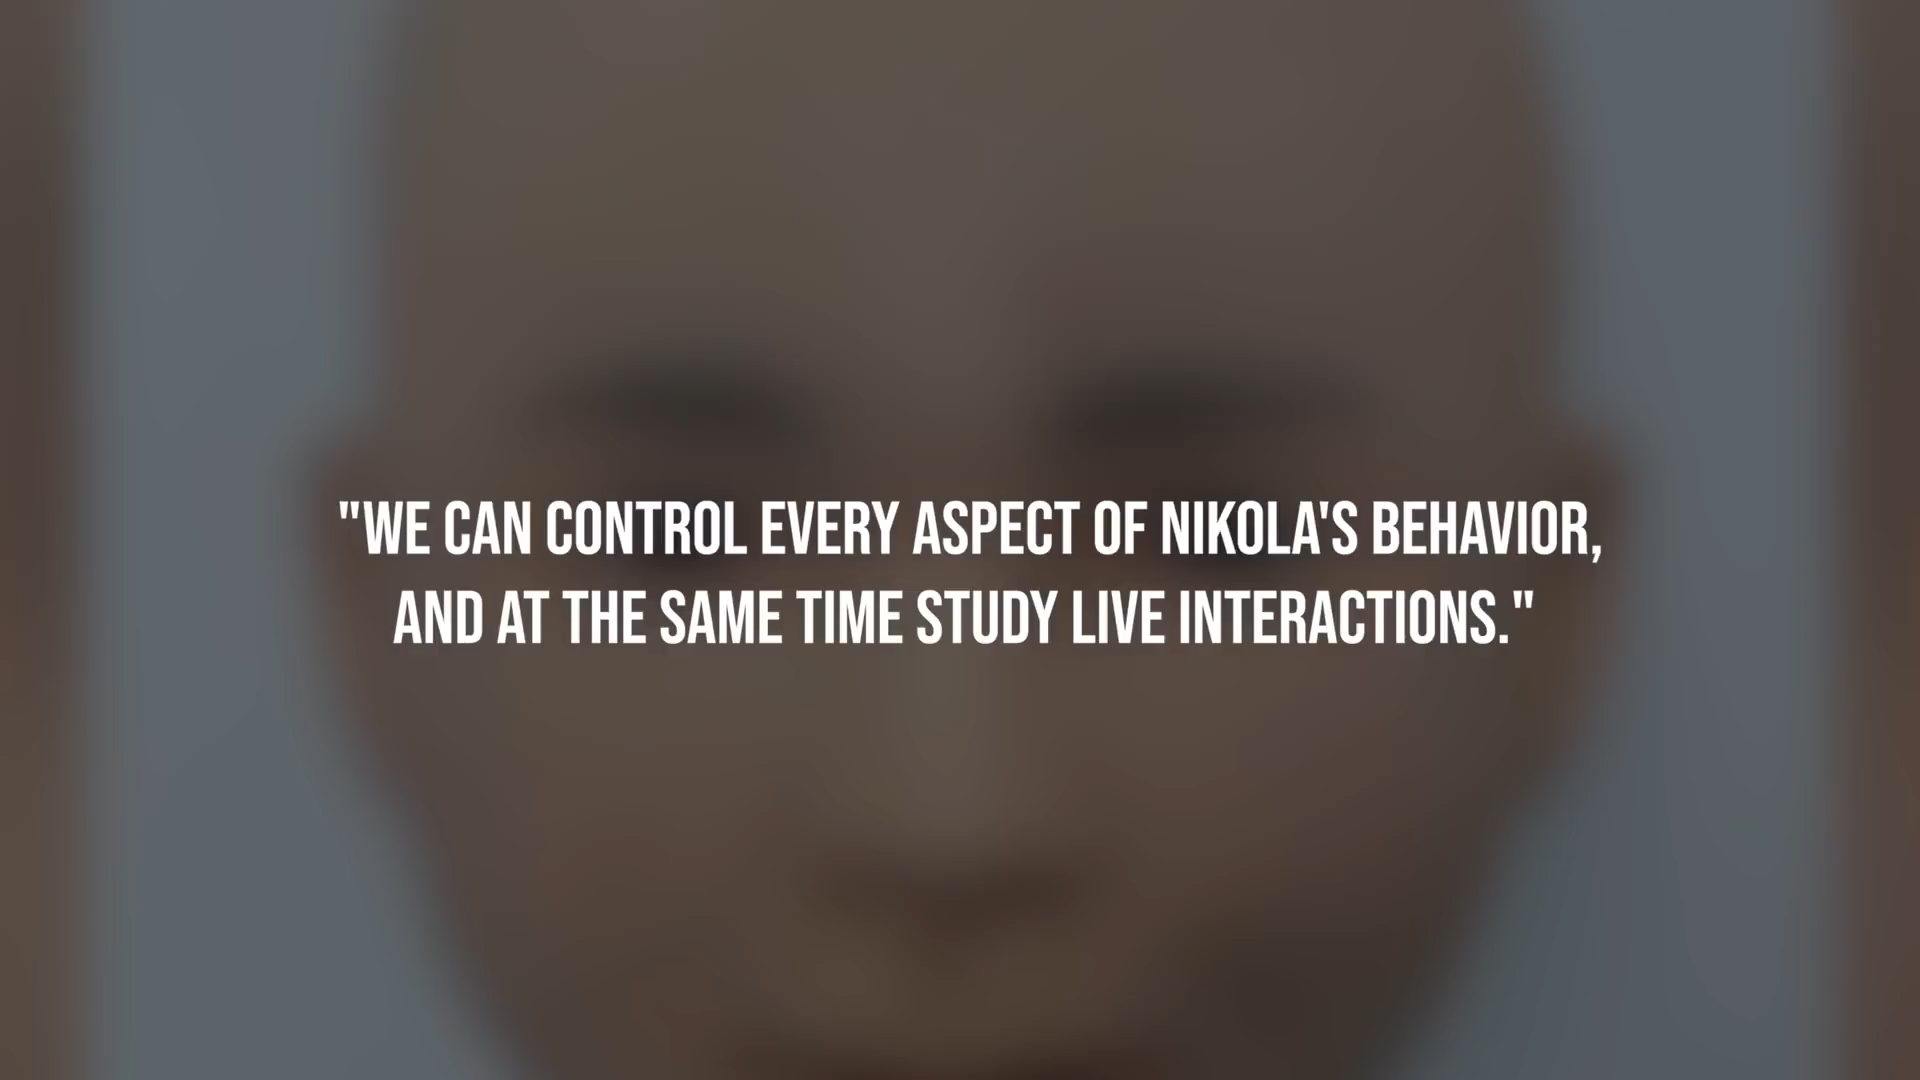 "WE CAN CONTROL EVERY ASPECT OF NIKOLA'S BEHAVIOR,
AND AT THE SAME TIME STUDY LIVE INTERACTIONS."